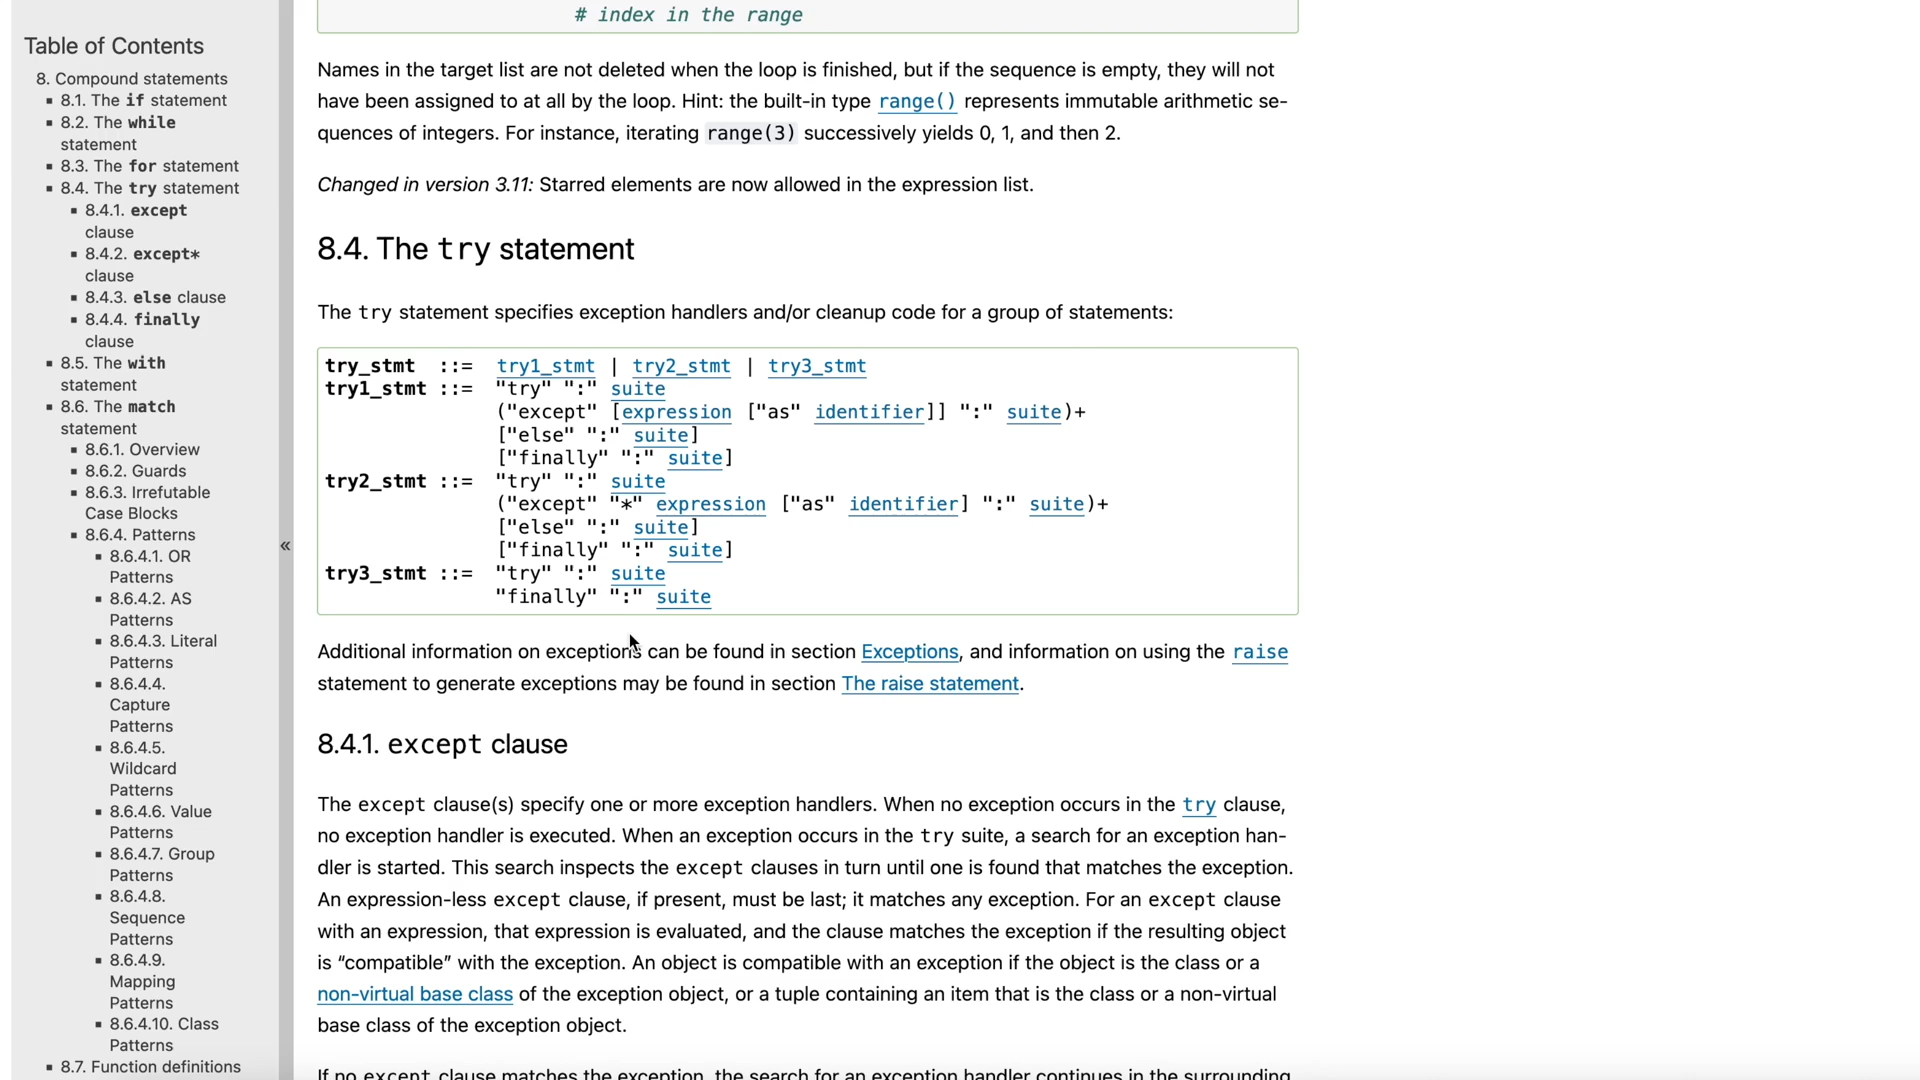 Table of Contents
8. Compound statements
▪ 8.1. The if statement
▪ 8.2. The while
statement
▪ 8.3. The for statement
▪ 8.4. The try statement
▪ 8.4.1. except
clause
▪ 8.4.2. except*
clause
▪ 8.4.3. else clause
▪ 8.4.4. finally
clause
▪ 8.5. The with
statement
▪ 8.6. The match
statement
▪ 8.6.1. Overview
▪ 8.6.2. Guards
▪ 8.6.3. Irrefutable
Case Blocks
▪ 8.6.4. Patterns
▪ 8.6.4.1. OR
Patterns
▪ 8.6.4.2. AS
Patterns
▪ 8.6.4.3. Literal
Patterns
▪ 8.6.4.4.
Capture
Patterns
▪ 8.6.4.5.
Wildcard
Patterns
▪ 8.6.4.6. Value
Patterns
▪ 8.6.4.7. Group
Patterns
▪ 8.6.4.8.
Sequence
Patterns
▪ 8.6.4.9.
Mapping
Patterns
▪ 8.6.4.10. Class
Patterns
▪ 8.7. Function definitions
«
# index in the range
Names in the target list are not deleted when the loop is finished, but if the sequence is empty, they will not
have been assigned to at all by the loop. Hint: the built-in type range() represents immutable arithmetic se-
quences of integers. For instance, iterating range(3) successively yields 0, 1, and then 2.
Changed in version 3.11: Starred elements are now allowed in the expression list.
8.4. The try statement
The try statement specifies exception handlers and/or cleanup code for a group of statements:
try_stmt ::= try1_stmt | try2_stmt | try3_stmt
try1_stmt ::= "try" ":" suite
("except" [expression ["as" identifier]] ":" suite)+
["else" ":" suite]
["finally" ":" suite]
try2_stmt ::= "try" ":" suite
("except" "*" expression ["as" identifier] ":" suite)+
["else" ":" suite]
["finally" ":" suite]
try3_stmt ::= "try" ":" suite
"finally" ":" suite
Additional information on exceptions can be found in section Exceptions, and information on using the raise
statement to generate exceptions may be found in section The raise statement.
8.4.1. except clause
The except clause(s) specify one or more exception handlers. When no exception occurs in the try clause,
no exception handler is executed. When an exception occurs in the try suite, a search for an exception han-
dler is started. This search inspects the except clauses in turn until one is found that matches the exception.
An expression-less except clause, if present, must be last; it matches any exception. For an except clause
with an expression, that expression is evaluated, and the clause matches the exception if the resulting object
is “compatible” with the exception. An object is compatible with an exception if the object is the class or a
non-virtual base class of the exception object, or a tuple containing an item that is the class or a non-virtual
base class of the exception object.
If no except clause matches the exception, the search for an exception handler continues in the surrounding